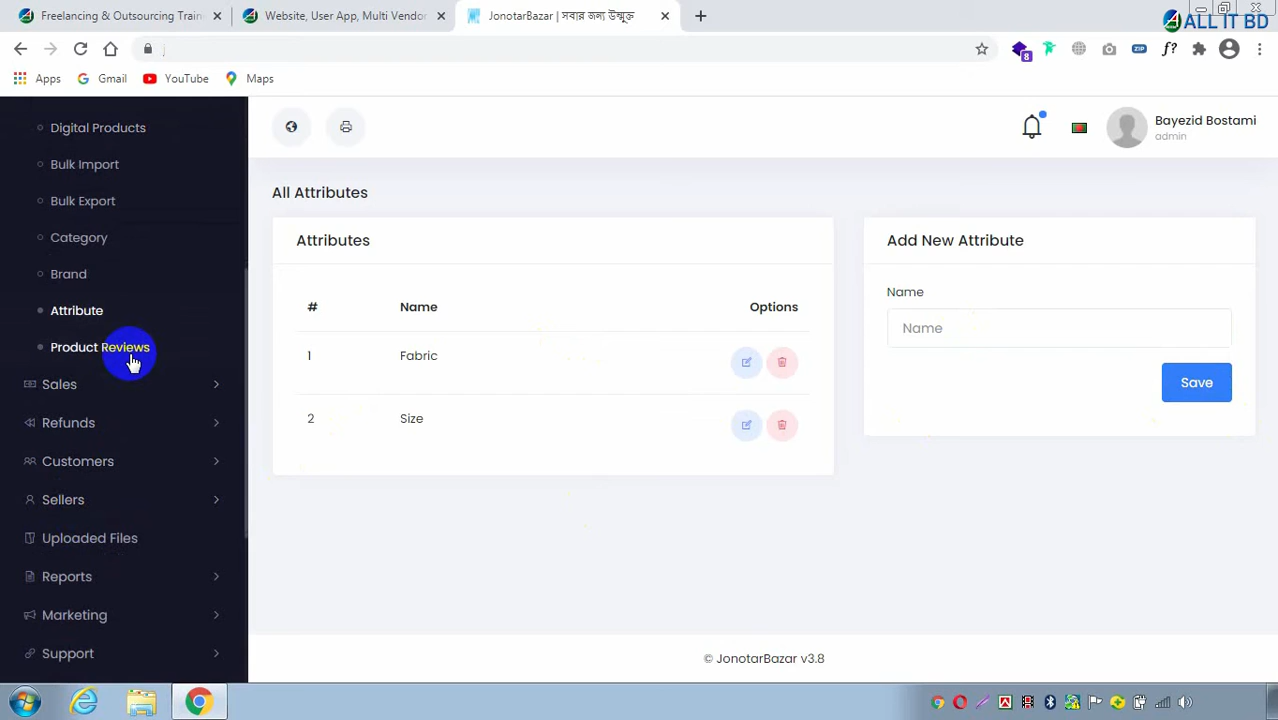 Freelancing & Outsourcing Trainin
Website, User App, Multi Vendor
JonotarBazar | সবার জন্য উন্মুক্ত
ALL IT BD
8
ZIP
f?
Apps
Gmail
YouTube
Maps
Digital Products
Bulk Import
Bulk Export
Category
Brand
Attribute
Product Reviews
Sales
Refunds
Customers
Sellers
Uploaded Files
Reports
Marketing
Support
Bayezid Bostami
admin
All Attributes
Attributes
# Name Options
1 Fabric
2 Size
Add New Attribute
Name
Name
Save
© JonotarBazar v3.8